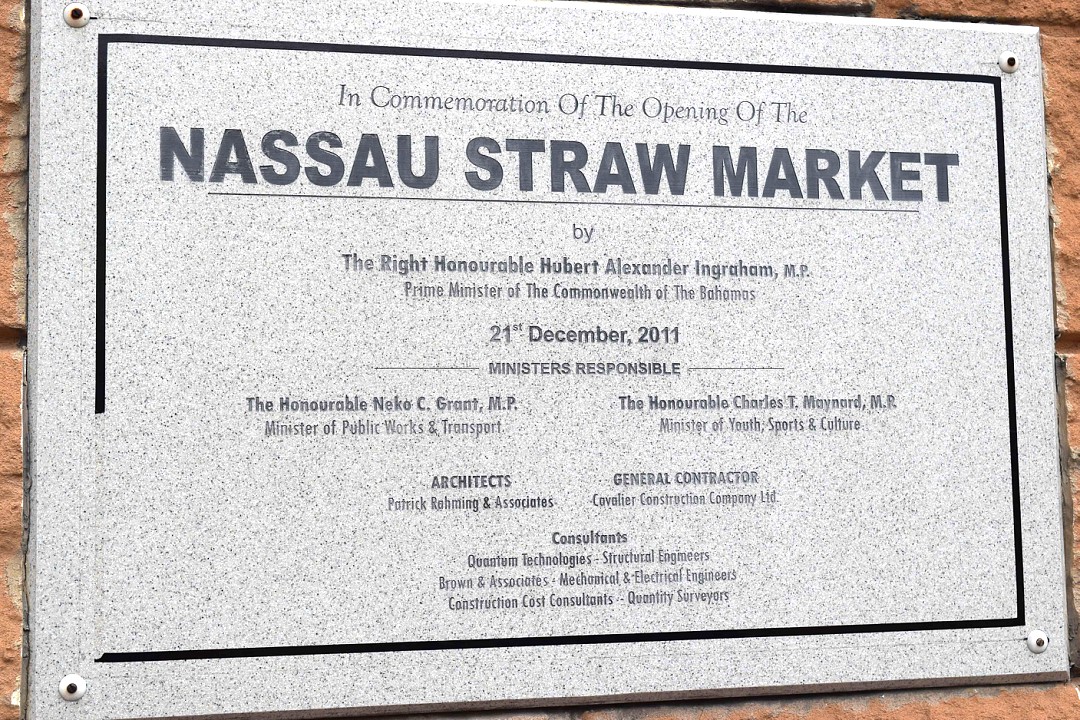 In Commemoration Of The Opening Of The
NASSAU STRAW MARKET
by
The Right Honourable Hubert Alexander Ingraham, M.P.
Prime Minister of The Commonwealth of The Bahamas
21st December, 2011
MINISTERS RESPONSIBLE
The Honourable Neko C. Grant, M.P.
Minister of Public Works & Transport
The Honourable Charles T. Maynard, M.P.
Minister of Youth, Sports & Culture
ARCHITECTS
Patrick Rahming & Associates
GENERAL CONTRACTOR
Cavalier Construction Company Ltd
Consultants
Quantum Technologies - Structural Engineers
Brown & Associates - Mechanical & Electrical Engineers
Construction Cost Consultants - Quantity Surveyors